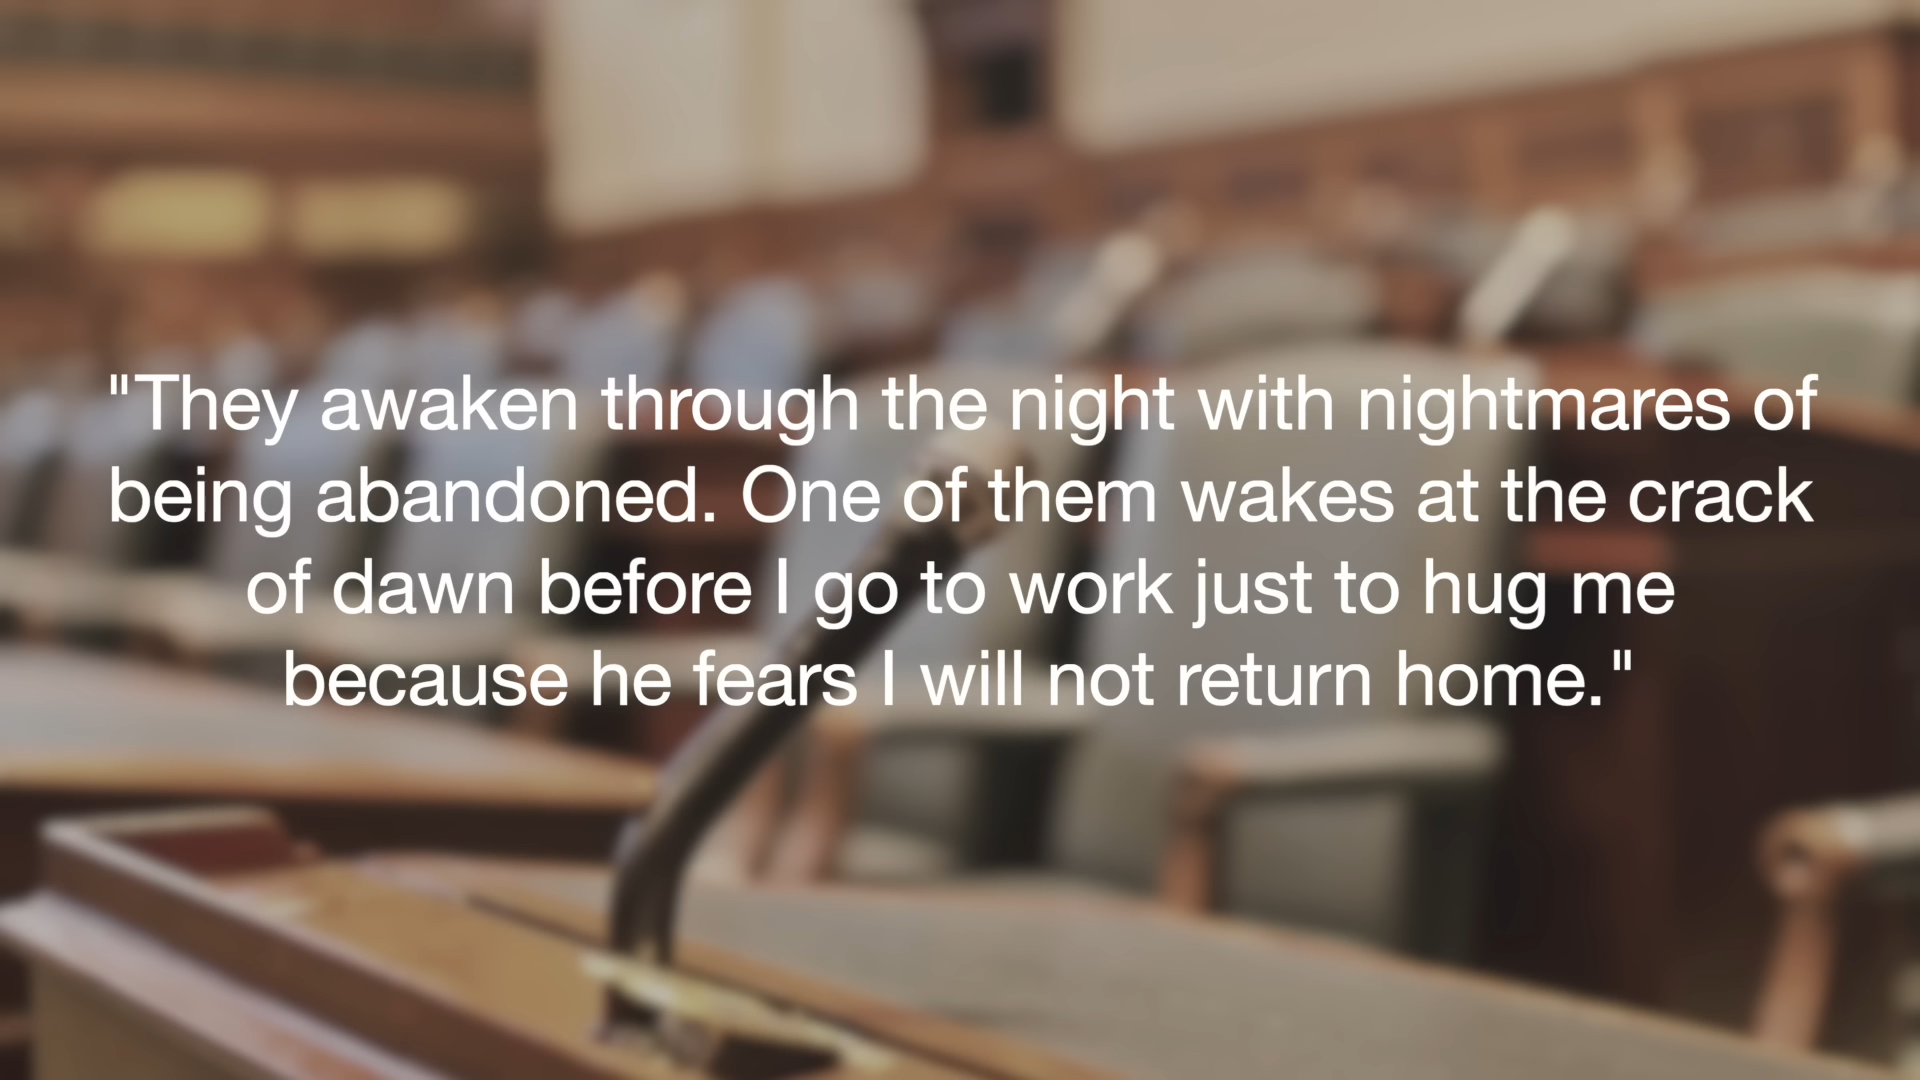 "They awaken through the night with nightmares of
being abandoned. One of them wakes at the crack
of dawn before I go to work just to hug me
because he fears I will not return home."